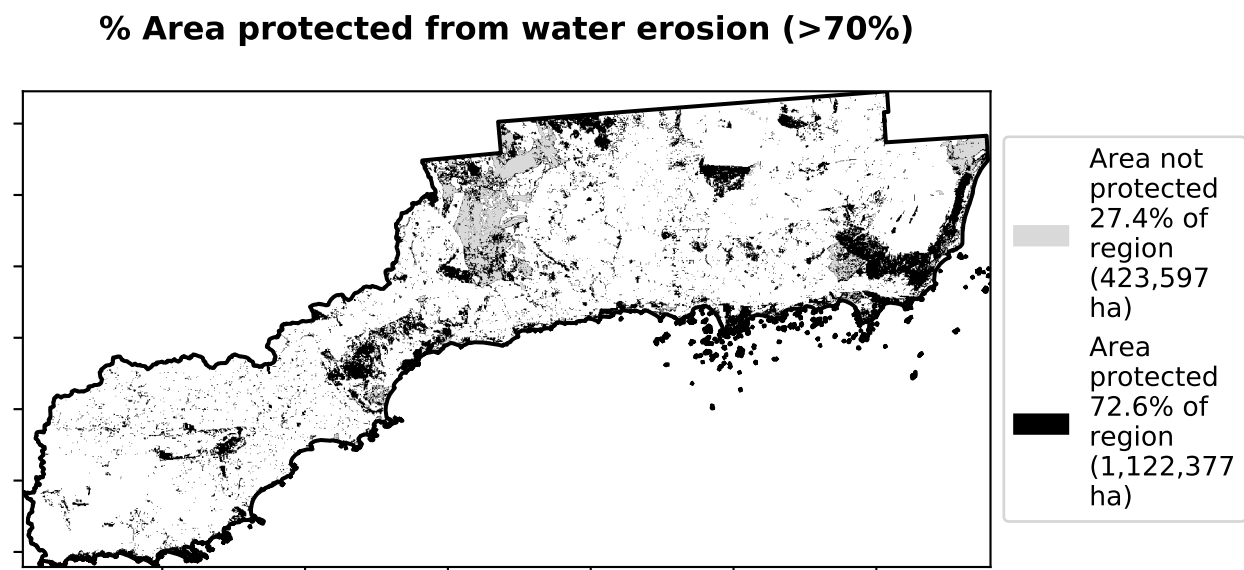 % Area protected from water erosion (>70%)
Area not
protected
27.4% of
region
(423,597
ha)
Area
protected
72.6% of
region
(1,122,377
ha)